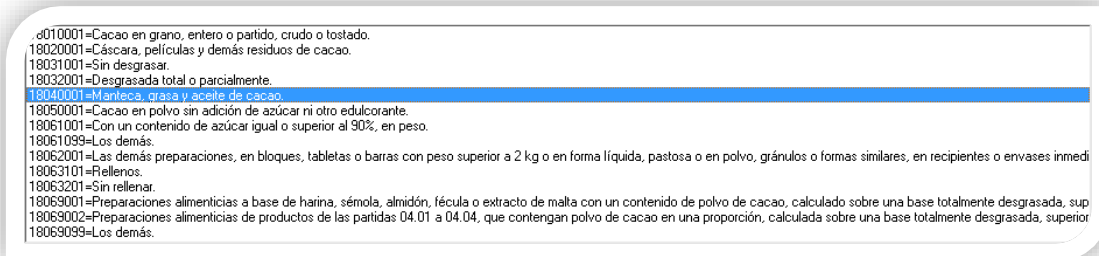 18010001=Cacao en grano, entero o partido, crudo o tostado.
18020001=Cáscara, películas y demás residuos de cacao.
18031001=Sin desgrasar.
18032001=Desgrasada total o parcialmente.
18040001=Manteca, grasa y aceite de cacao.
18050001=Cacao en polvo sin adición de azúcar ni otro edulcorante.
18061001=Con un contenido de azúcar igual o superior al 90%, en peso.
18061099=Los demás.
18062001=Las demás preparaciones, en bloques, tabletas o barras con peso superior a 2 kg o en forma líquida, pastosa o en polvo, gránulos o formas similares, en recipientes o envases inmedi
18063101=Rellenos.
18063201=Sin rellenar.
18069001=Preparaciones alimenticias a base de harina, sémola, almidón, fécula o extracto de malta con un contenido de polvo de cacao, calculado sobre una base totalmente desgrasada, sup
18069002=Preparaciones alimenticias de productos de las partidas 04.01 a 04.04, que contengan polvo de cacao en una proporción, calculada sobre una base totalmente desgrasada, superior
18069099=Los demás.